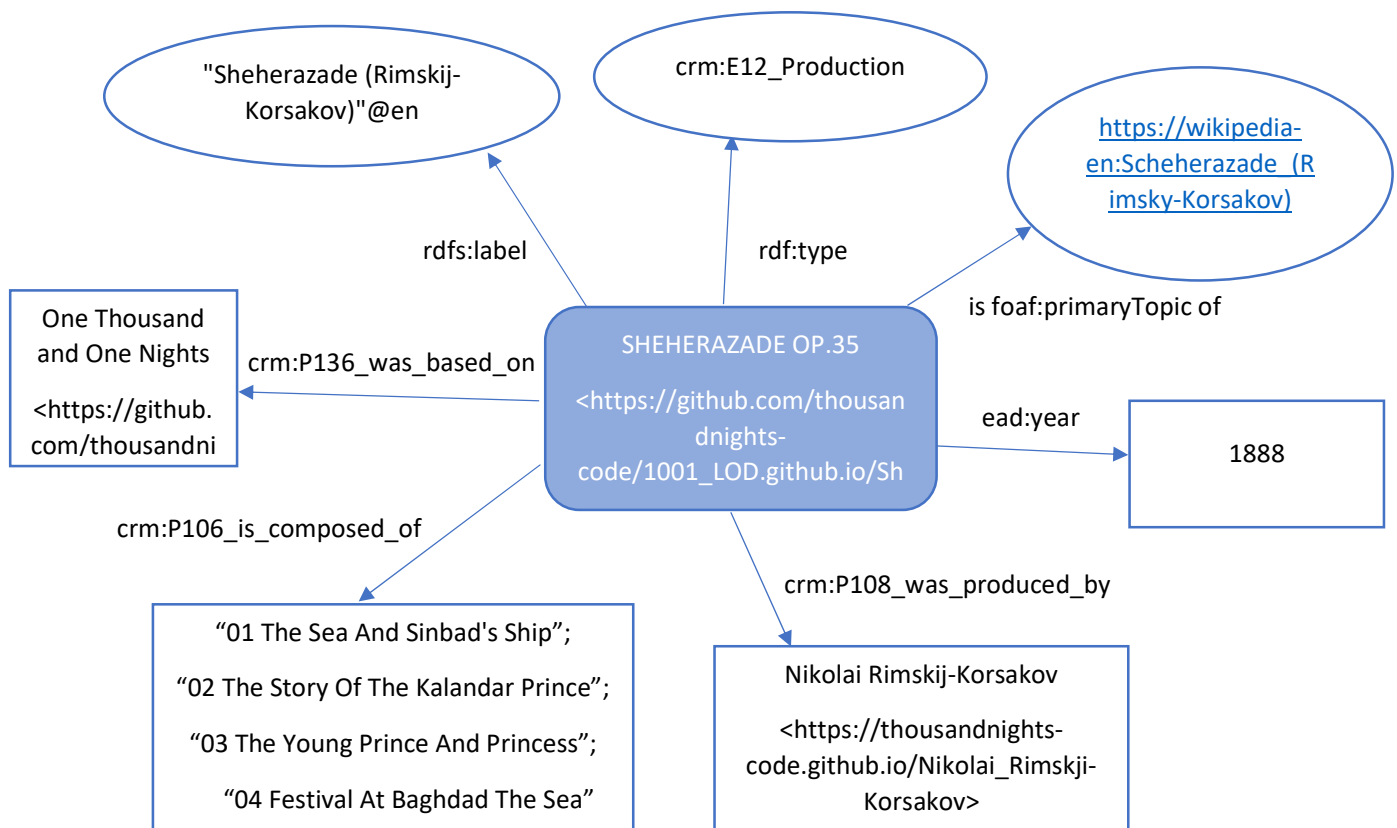 "Sheherazade (Rimskij-
Korsakov)"@en
crm:E12_Production
https://wikipedia-
en:Scheherazade_(R
imsky-Korsakov)
rdfs:label
rdf:type
is foaf:primaryTopic of
One Thousand
and One Nights
<https://github.
com/thousandni
crm:P136_was_based_on
SHEHERAZADE OP.35
<https://github.com/thousan
dnights-
code/1001_LOD.github.io/Sh
ead:year
1888
crm:P106_is_composed_of
crm:P108_was_produced_by
“01 The Sea And Sinbad's Ship”;
“02 The Story Of The Kalandar Prince”;
“03 The Young Prince And Princess”;
“04 Festival At Baghdad The Sea”
Nikolai Rimskij-Korsakov
<https://thousandnights-
code.github.io/Nikolai_Rimskji-
Korsakov>